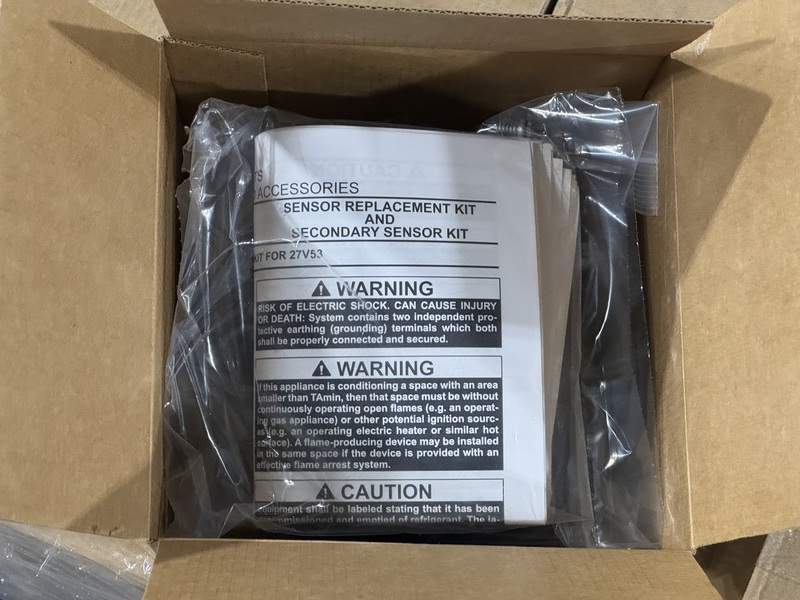 ACCESSORIES
SENSOR REPLACEMENT KIT
AND
SECONDARY SENSOR KIT
KIT FOR 27V53
⚠ WARNING
RISK OF ELECTRIC SHOCK. CAN CAUSE INJURY
OR DEATH: System contains two independent pro-
tective earthing (grounding) terminals which both
shall be properly connected and secured.
⚠ WARNING
If this appliance is conditioning a space with an area
smaller than TAmin, then that space must be without
continuously operating open flames (e.g. an operat-
ing gas appliance) or other potential ignition sourc-
es (e.g. an operating electric heater or similar hot
surface). A flame-producing device may be installed
in the same space if the device is provided with an
effective flame arrest system.
⚠ CAUTION
Equipment shall be labeled stating that it has been
decommissioned and emptied of refrigerant. The la-